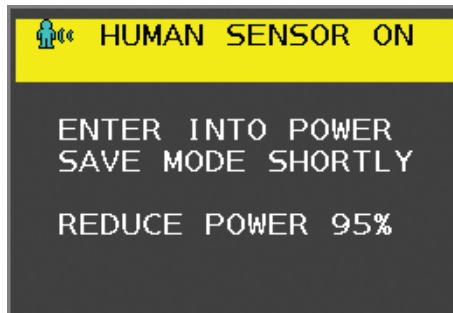 HUMAN SENSOR ON
ENTER INTO POWER
SAVE MODE SHORTLY
REDUCE POWER 95%